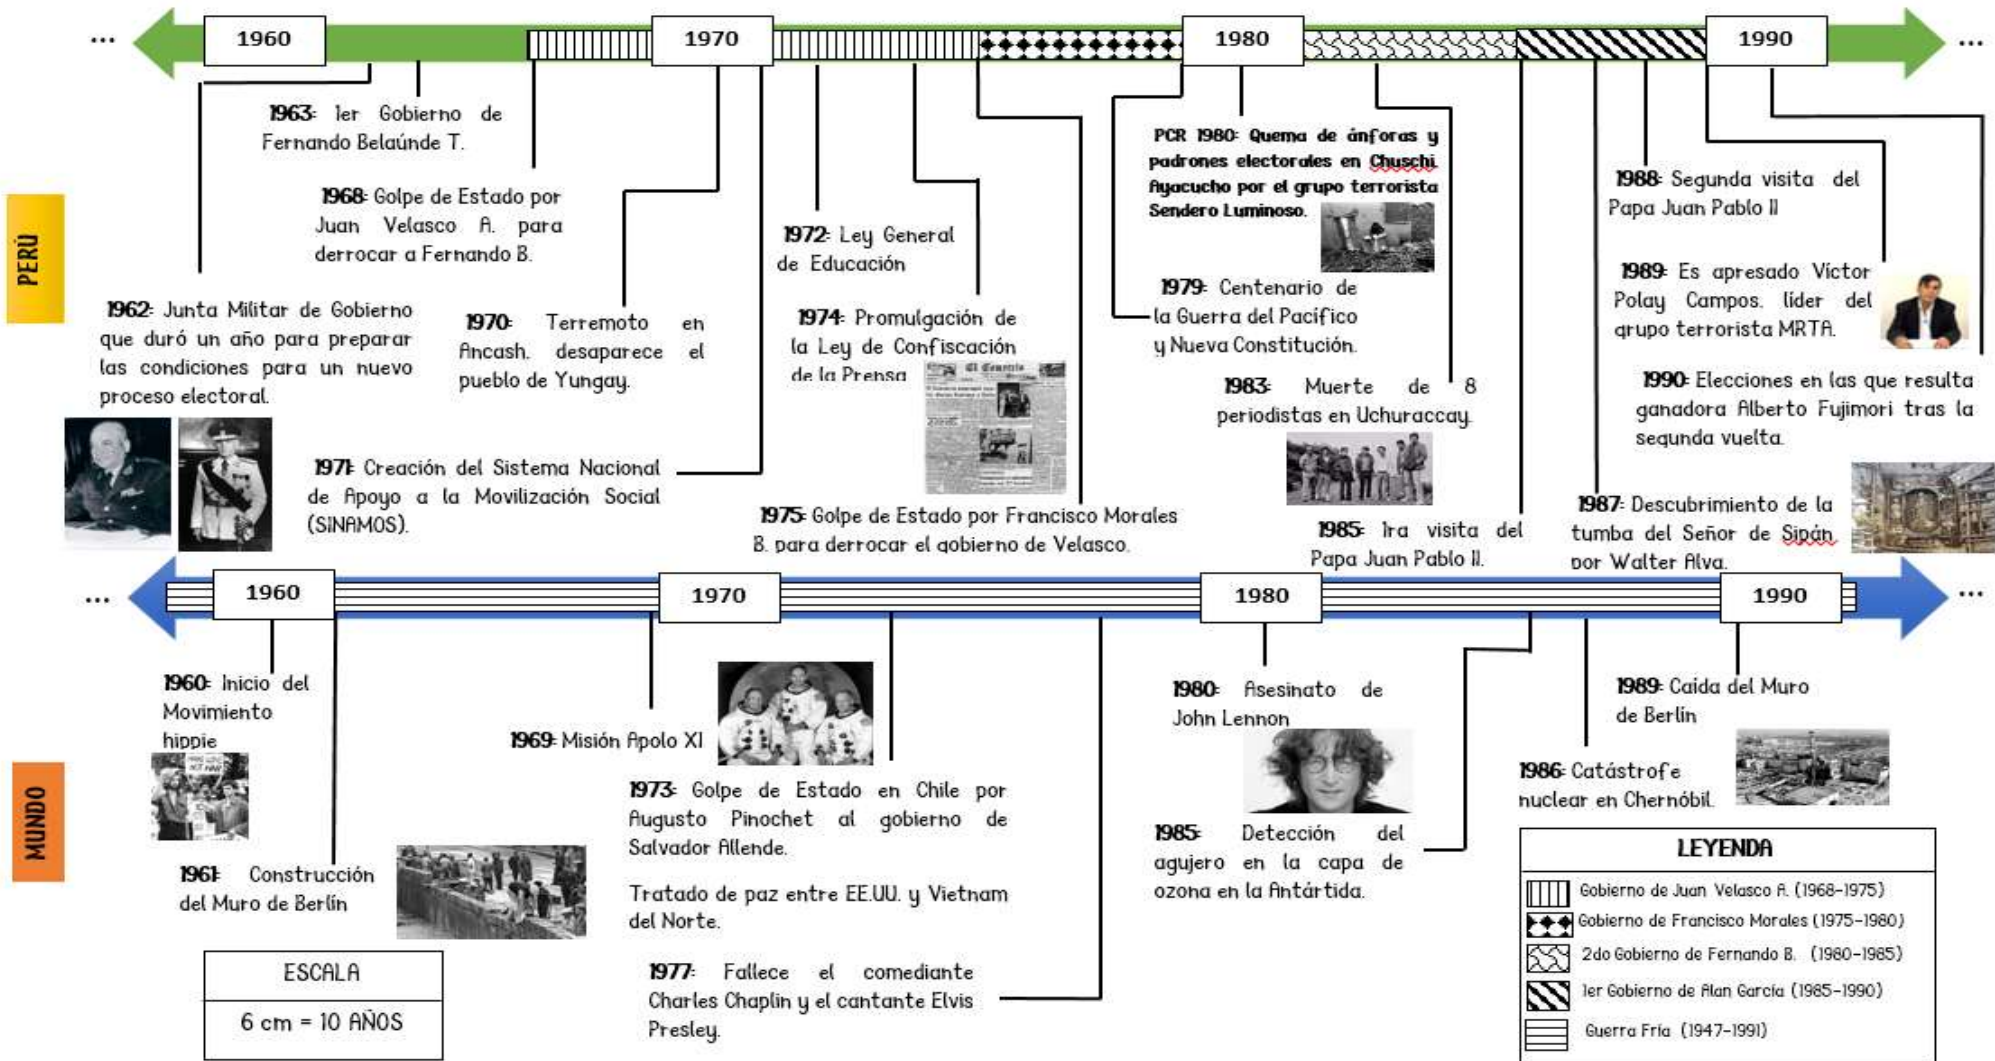 ...
1960
1970
1980
1990
...
PERÚ
1963: 1er Gobierno de
Fernando Belaúnde T.
1968: Golpe de Estado por
Juan Velasco A. para
derrocar a Fernando B.
1962: Junta Militar de Gobierno
que duró un año para preparar
las condiciones para un nuevo
proceso electoral.
1970: Terremoto en
Ancash, desaparece el
pueblo de Yungay.
1971: Creación del Sistema Nacional
de Apoyo a la Movilización Social
(SINAMOS).
1972: Ley General
de Educación
1974: Promulgación de
la Ley de Confiscación
de la Prensa
El Comercio
1975: Golpe de Estado por Francisco Morales
B. para derrocar el gobierno de Velasco.
PCR 1980: Quema de ánforas y
padrones electorales en Chuschi,
Ayacucho por el grupo terrorista
Sendero Luminoso.
1979: Centenario de
la Guerra del Pacífico
y Nueva Constitución.
1983: Muerte de 8
periodistas en Uchuraccay.
1985: 1ra visita del
Papa Juan Pablo II.
1988: Segunda visita del
Papa Juan Pablo II
1989: Es apresado Víctor
Polay Campos, líder del
grupo terrorista MRTA.
1990: Elecciones en las que resulta
ganadora Alberto Fujimori tras la
segunda vuelta.
1987: Descubrimiento de la
tumba del Señor de Sipán
por Walter Alva.
...
1960
1970
1980
1990
...
MUNDO
1960: Inicio del
Movimiento
hippie
1961: Construcción
del Muro de Berlín
1969: Misión Apolo XI
1973: Golpe de Estado en Chile por
Augusto Pinochet al gobierno de
Salvador Allende.
Tratado de paz entre EE.UU. y Vietnam
del Norte.
1977: Fallece el comediante
Charles Chaplin y el cantante Elvis
Presley.
1980: Asesinato de
John Lennon
1985: Detección del
agujero en la capa de
ozona en la Antártida.
1989: Caída del Muro
de Berlín
1986: Catástrofe
nuclear en Chernóbil.
ESCALA
6 cm = 10 AÑOS
LEYENDA
Gobierno de Juan Velasco A. (1968-1975)
Gobierno de Francisco Morales (1975-1980)
2do Gobierno de Fernando B. (1980-1985)
1er Gobierno de Alan García (1985-1990)
Guerra Fría (1947-1991)